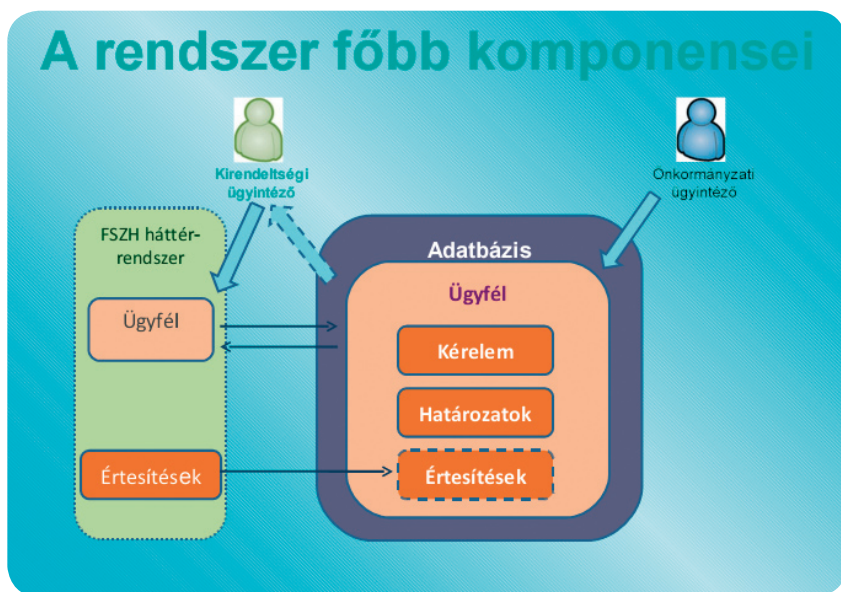 A rendszer főbb komponensei
Kirendeltségi
ügyintéző
Önkormányzati
ügyintéző
FSZH háttér-
rendszer
Ügyfél
Értesítések
Adatbázis
Ügyfél
Kérelem
Határozatok
Értesítések